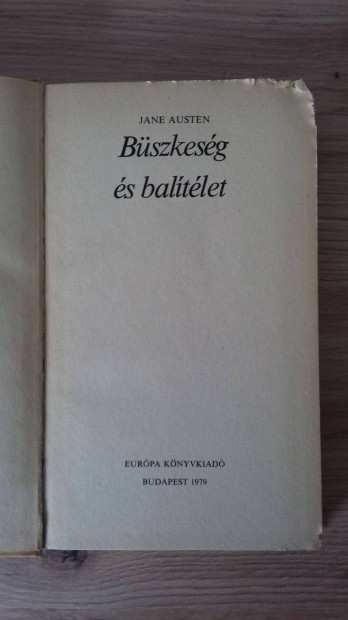 JANE AUSTEN
Büszkeség
és balítélet
EURÓPA KÖNYVKIADÓ
BUDAPEST 1979